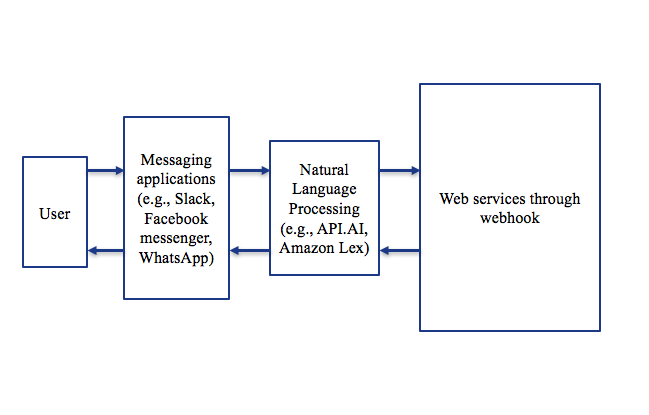 User
Messaging
applications
(e.g., Slack,
Facebook
messenger,
WhatsApp)
Natural
Language
Processing
(e.g., API.AI,
Amazon Lex)
Web services through
webhook